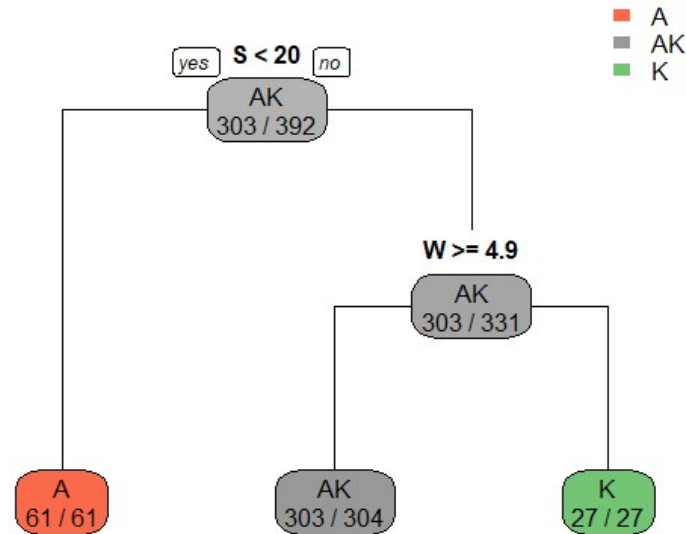 A
AK
K
yes S < 20 no
AK
303 / 392
W >= 4.9
AK
303 / 331
A
61 / 61
AK
303 / 304
K
27 / 27